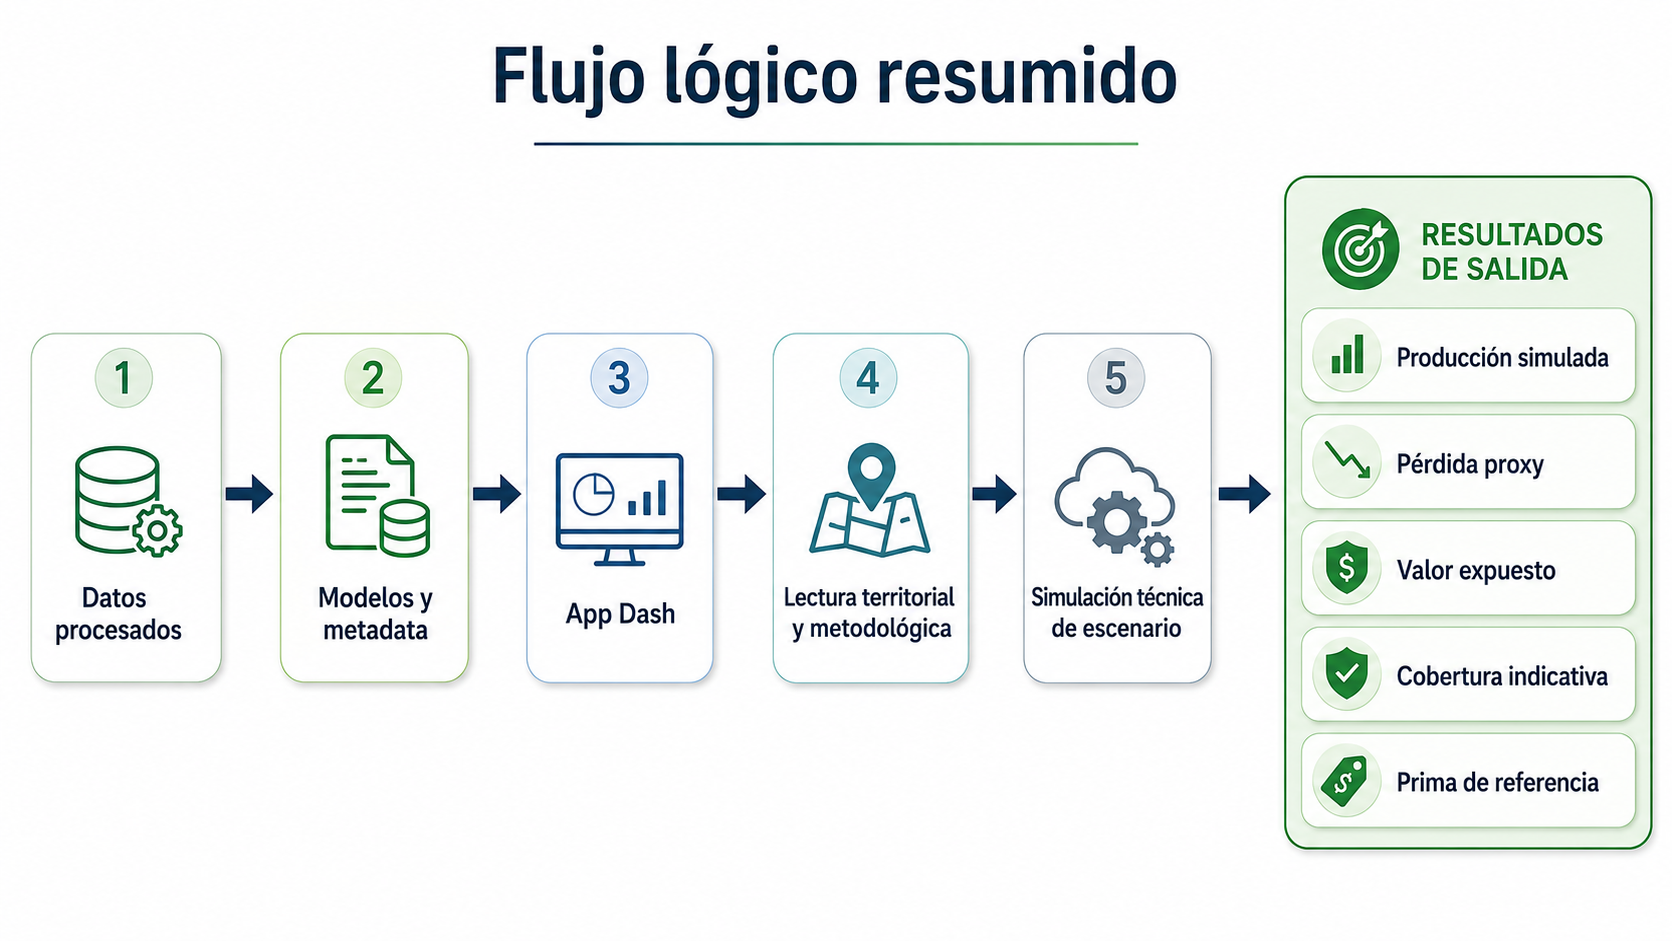 Flujo lógico resumido
1
Datos
procesados
2
Modelos y
metadata
3
App Dash
4
Lectura territorial
y metodológica
5
Simulación técnica
de escenario
RESULTADOS
DE SALIDA
Producción simulada
Pérdida proxy
$
Valor expuesto
Cobertura indicativa
$
Prima de referencia